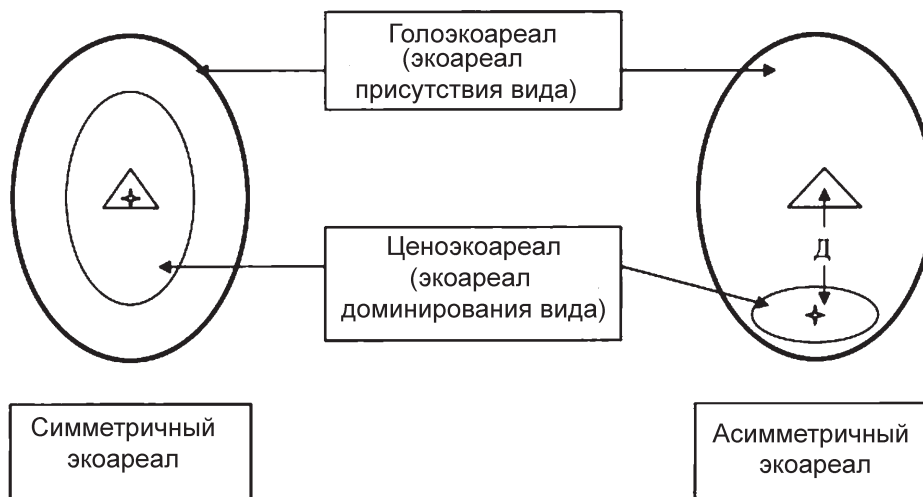 Голоэкоареал
(экоареал
присутствия вида)
Д
Ценоэкоареал
(экоареал
доминирования вида)
Симметричный
экоареал
Асимметричный
экоареал